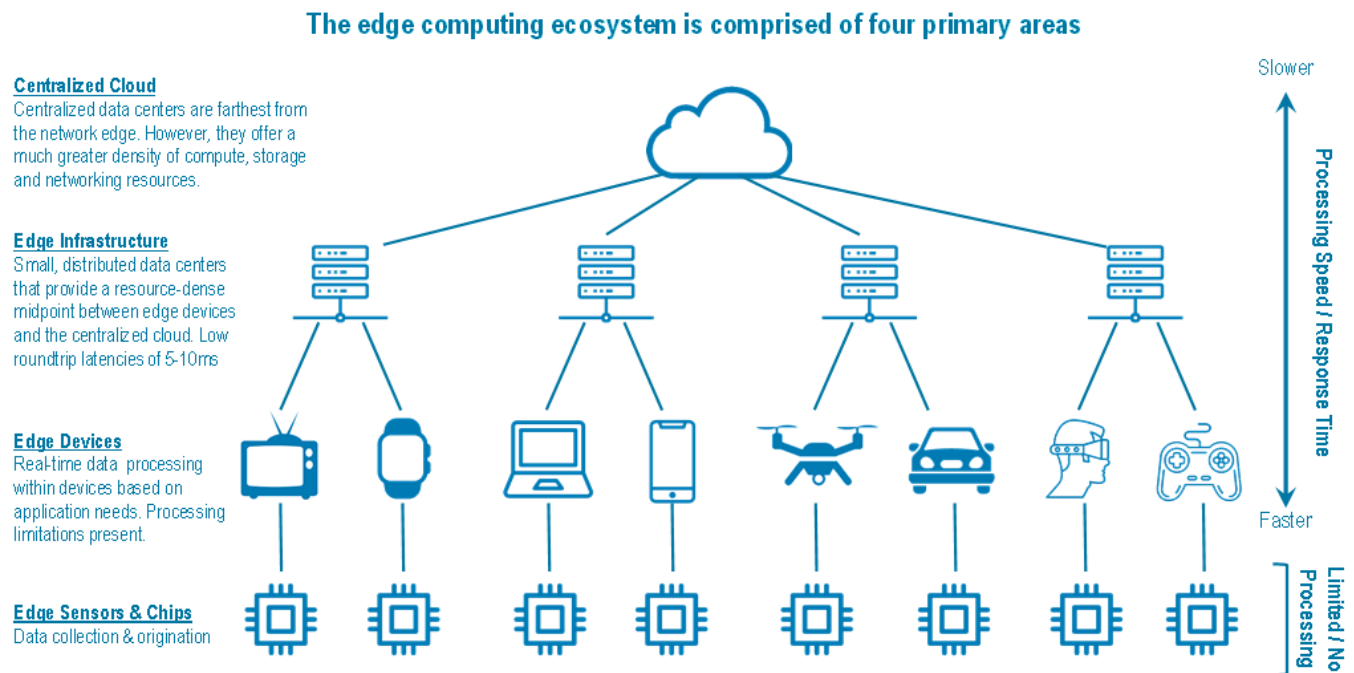 The edge computing ecosystem is comprised of four primary areas
Centralized Cloud
Centralized data centers are farthest from
the network edge. However, they offer a
much greater density of compute, storage
and networking resources.
Edge Infrastructure
Small, distributed data centers
that provide a resource-dense
midpoint between edge devices
and the centralized cloud. Low
roundtrip latencies of 5-10ms
Edge Devices
Real-time data processing
within devices based on
application needs. Processing
limitations present.
Edge Sensors & Chips
Data collection & origination
Slower
Processing Speed / Response Time
Faster
Limited / No
Processing